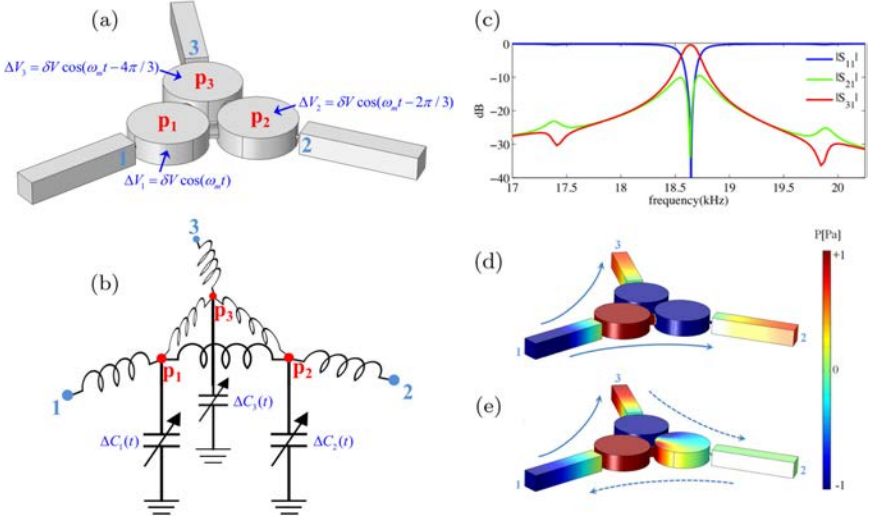 (a)
3
ΔV₃=δV cos(ωₘt−4π/3)
p₃
ΔV₂=δV cos(ωₘt−2π/3)
p₁
p₂
1
2
ΔV₁=δV cos(ωₘt)
(b)
3
p₃
p₁
p₂
1
2
ΔC₃(t)
ΔC₁(t)
ΔC₂(t)
(c)
0
-10
-20
-30
-40
dB
|S₁₁|
|S₂₁|
|S₃₁|
17
17.5
18
18.5
19
19.5
20
frequency(kHz)
P[Pa]
+1
0
-1
(d)
3
1
2
(e)
3
1
2